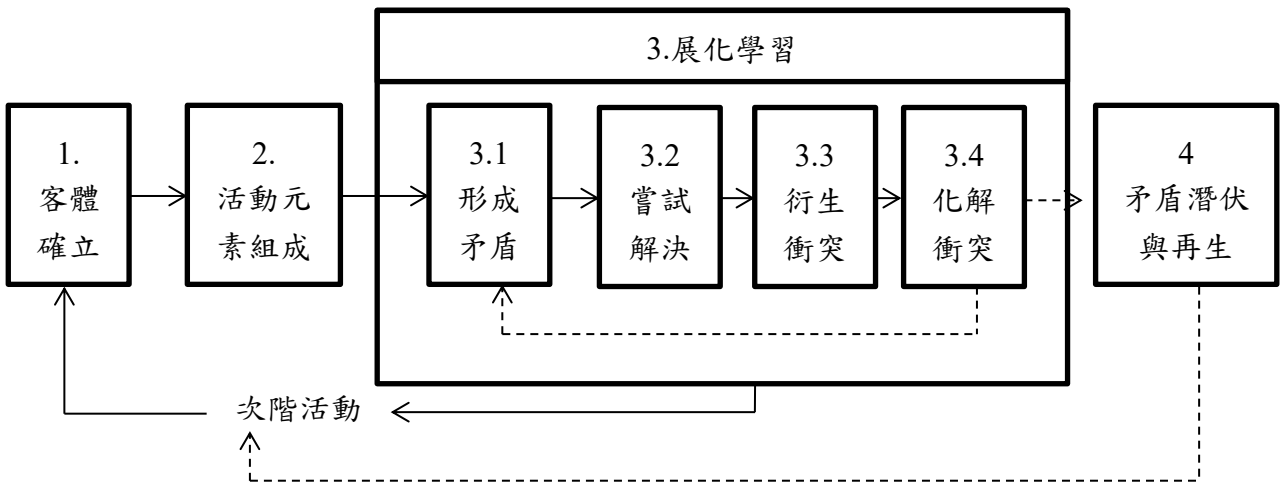 3.展化學習
1.
客體
確立
2.
活動元
素組成
3.1
形成
矛盾
3.2
嘗試
解決
3.3
衍生
衝突
3.4
化解
衝突
4
矛盾潛伏
與再生
次階活動